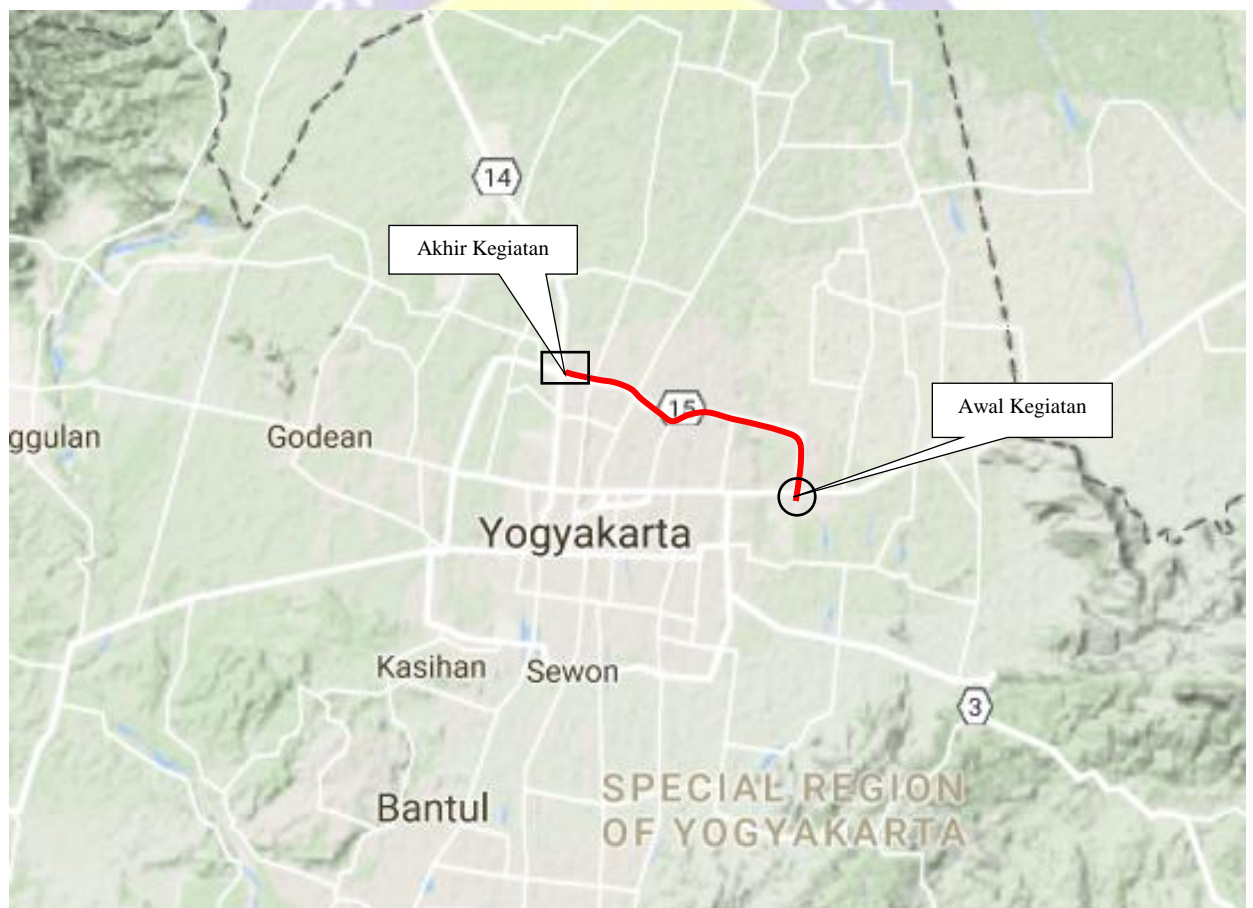 14
Akhir Kegiatan
15
Awal Kegiatan
ggulan
Godean
Yogyakarta
Kasihan
Sewon
3
Bantul
SPECIAL REGION
OF YOGYAKARTA